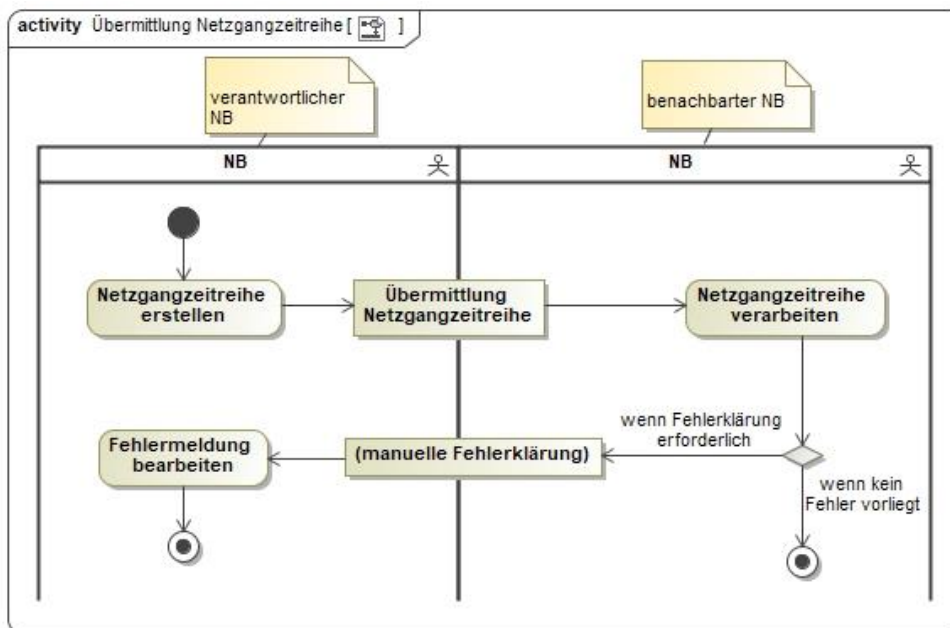 activity Übermittlung Netzgangzeitreihe [ ]
verantwortlicher
NB
benachbarter NB
NB
NB
Netzgangzeitreihe
erstellen
Übermittlung
Netzgangzeitreihe
Netzgangzeitreihe
verarbeiten
wenn Fehlerklärung
erforderlich
Fehlermeldung
bearbeiten
(manuelle Fehlerklärung)
wenn kein
Fehler vorliegt